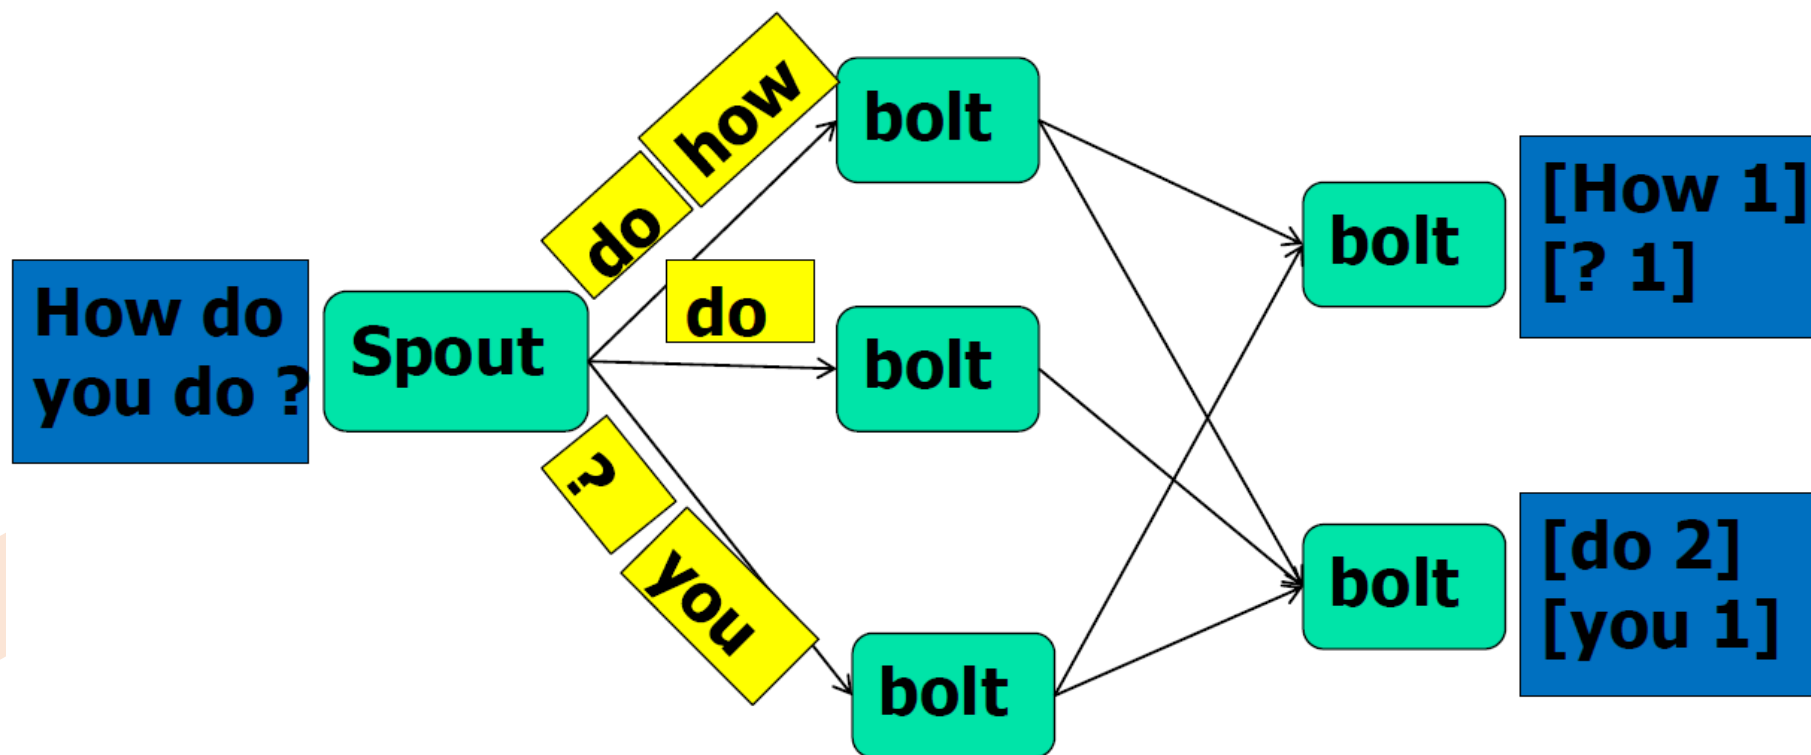 How do
you do ?
Spout
do how
do
? you
bolt
bolt
bolt
bolt
bolt
[How 1]
[? 1]
[do 2]
[you 1]